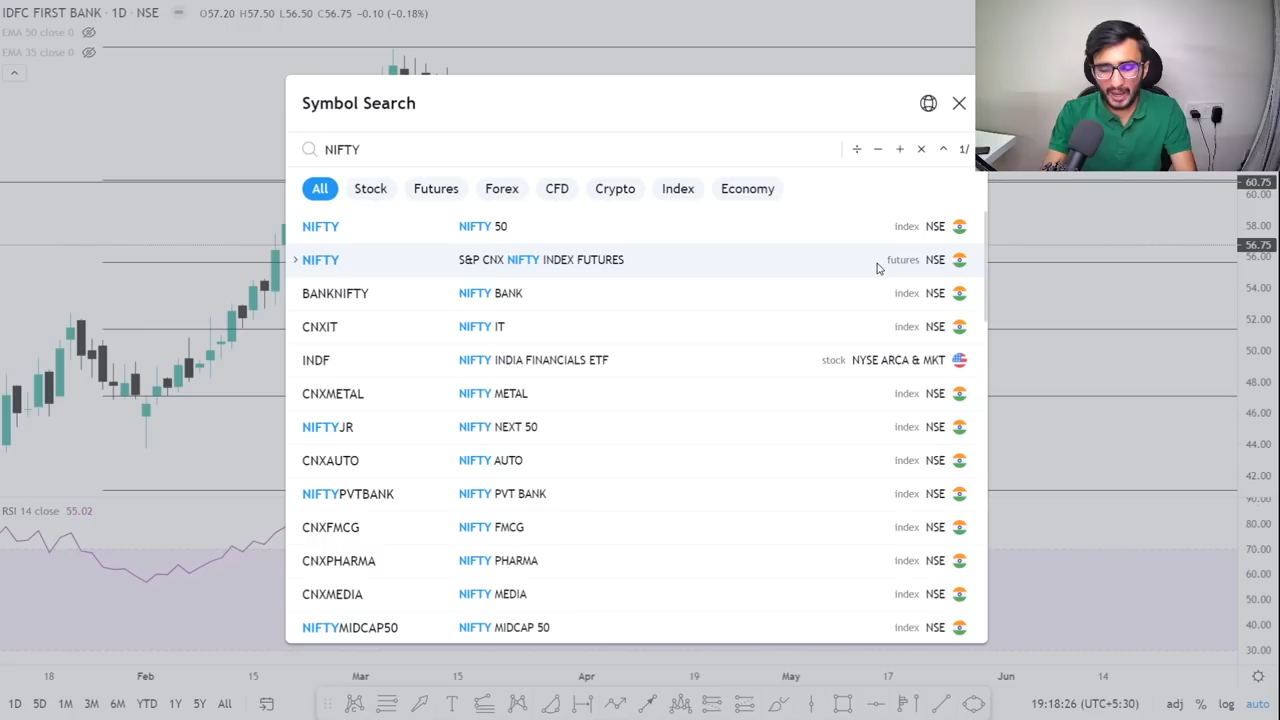 IDFC FIRST BANK · 1D · NSE O57.20 H57.50 L56.50 C56.75 −0.10 (−0.18%)
EMA 50 close 0
EMA 35 close 0
Symbol Search
NIFTY ÷ − + × ^ 1/
All Stock Futures Forex CFD Crypto Index Economy
NIFTY NIFTY 50 index NSE
NIFTY S&P CNX NIFTY INDEX FUTURES futures NSE
BANKNIFTY NIFTY BANK index NSE
CNXIT NIFTY IT index NSE
INDF NIFTY INDIA FINANCIALS ETF stock NYSE ARCA & MKT
CNXMETAL NIFTY METAL index NSE
NIFTYJR NIFTY NEXT 50 index NSE
CNXAUTO NIFTY AUTO index NSE
NIFTYPVTBANK NIFTY PVT BANK index NSE
CNXFMCG NIFTY FMCG index NSE
CNXPHARMA NIFTY PHARMA index NSE
CNXMEDIA NIFTY MEDIA index NSE
NIFTYMIDCAP50 NIFTY MIDCAP 50 index NSE
60.75
60.00
58.00
56.75
56.00
54.00
52.00
50.00
48.00
46.00
44.00
42.00
90.00
RSI 14 close 55.02
80.00
70.00
60.00
50.00
40.00
30.00
18 Feb 15 Mar 15 Apr 19 May 17 Jun 14
1D 5D 1M 3M 6M YTD 1Y 5Y All 19:18:26 (UTC+5:30) adj % log auto